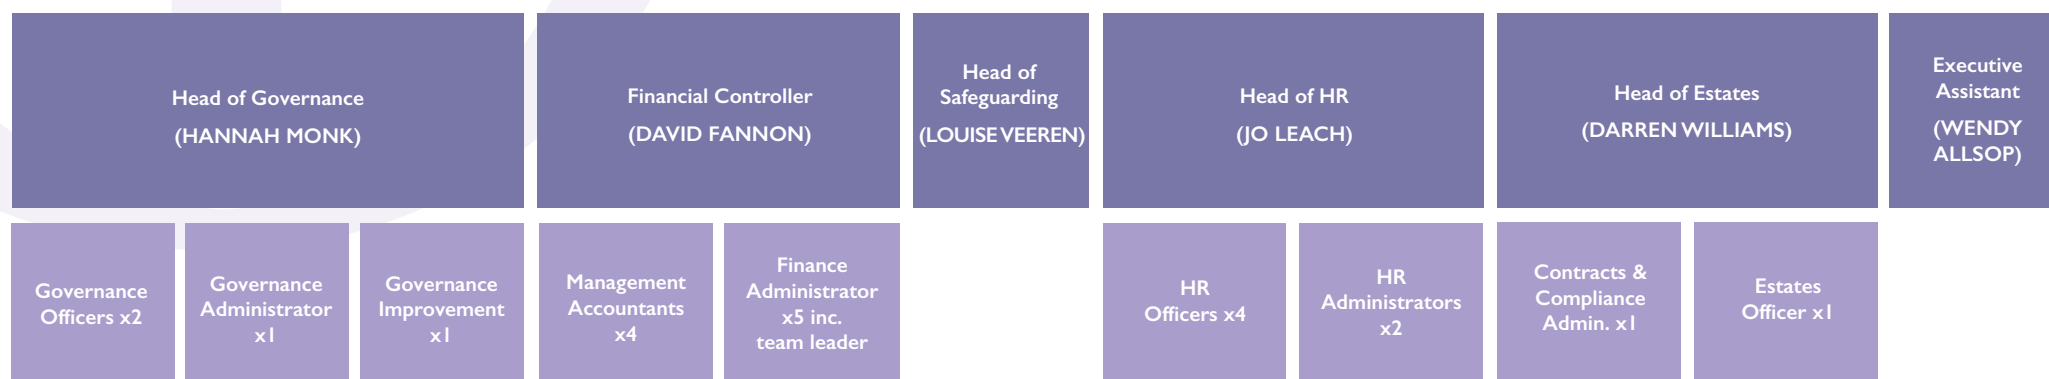 Head of Governance
(HANNAH MONK)
Financial Controller
(DAVID FANNON)
Head of
Safeguarding
(LOUISE VEEREN)
Head of HR
(JO LEACH)
Head of Estates
(DARREN WILLIAMS)
Executive
Assistant
(WENDY
ALLSOP)
Governance
Officers x2
Governance
Administrator
x1
Governance
Improvement
x1
Management
Accountants
x4
Finance
Administrator
x5 inc.
team leader
HR
Officers x4
HR
Administrators
x2
Contracts &
Compliance
Admin. x1
Estates
Officer x1